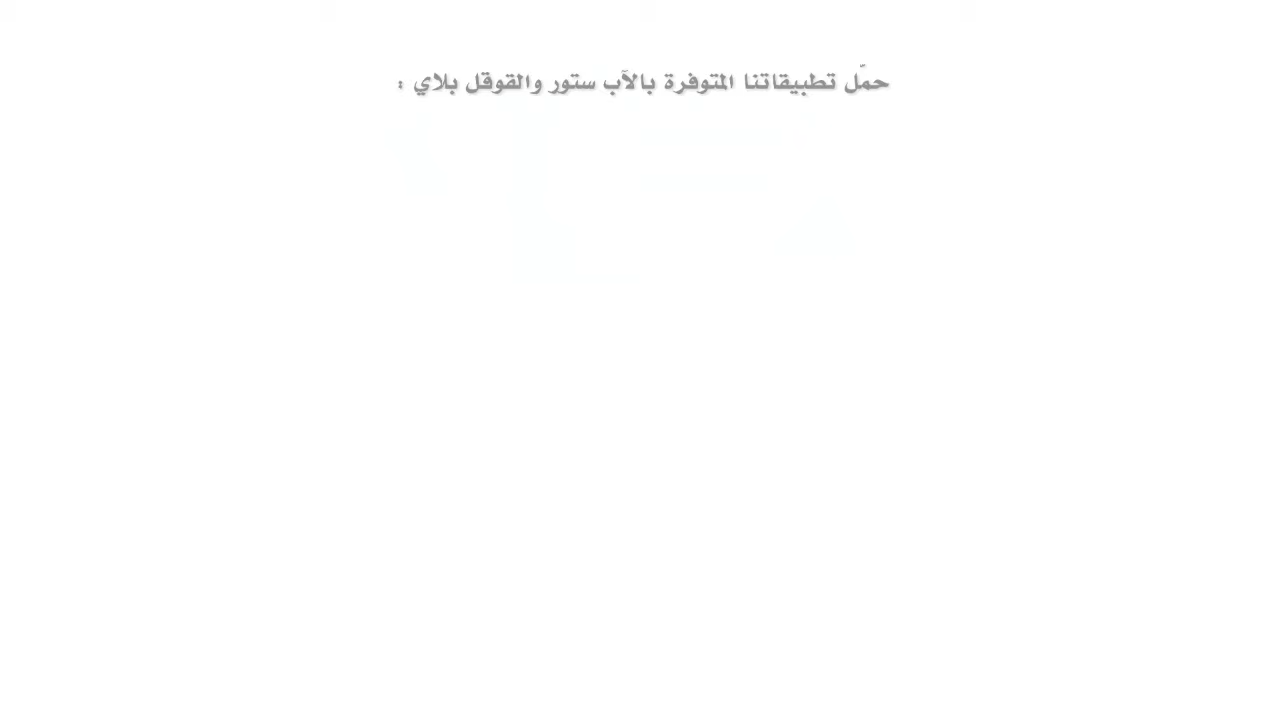 حمّل تطبيقاتنا المتوفرة بالآب ستور والقوقل بلاي :